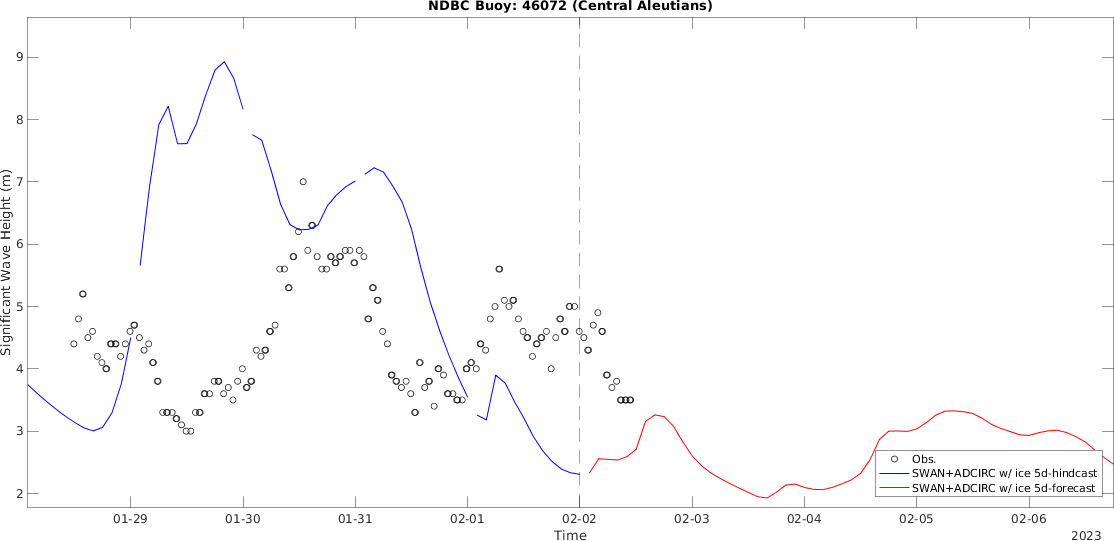 NDBC Buoy: 46072 (Central Aleutians)
Significant Wave Height (m)
9
8
7
6
5
4
3
2
Obs.
SWAN+ADCIRC w/ ice 5d-hindcast
SWAN+ADCIRC w/ ice 5d-forecast
01-29 01-30 01-31 02-01 02-02 02-03 02-04 02-05 02-06
Time
2023